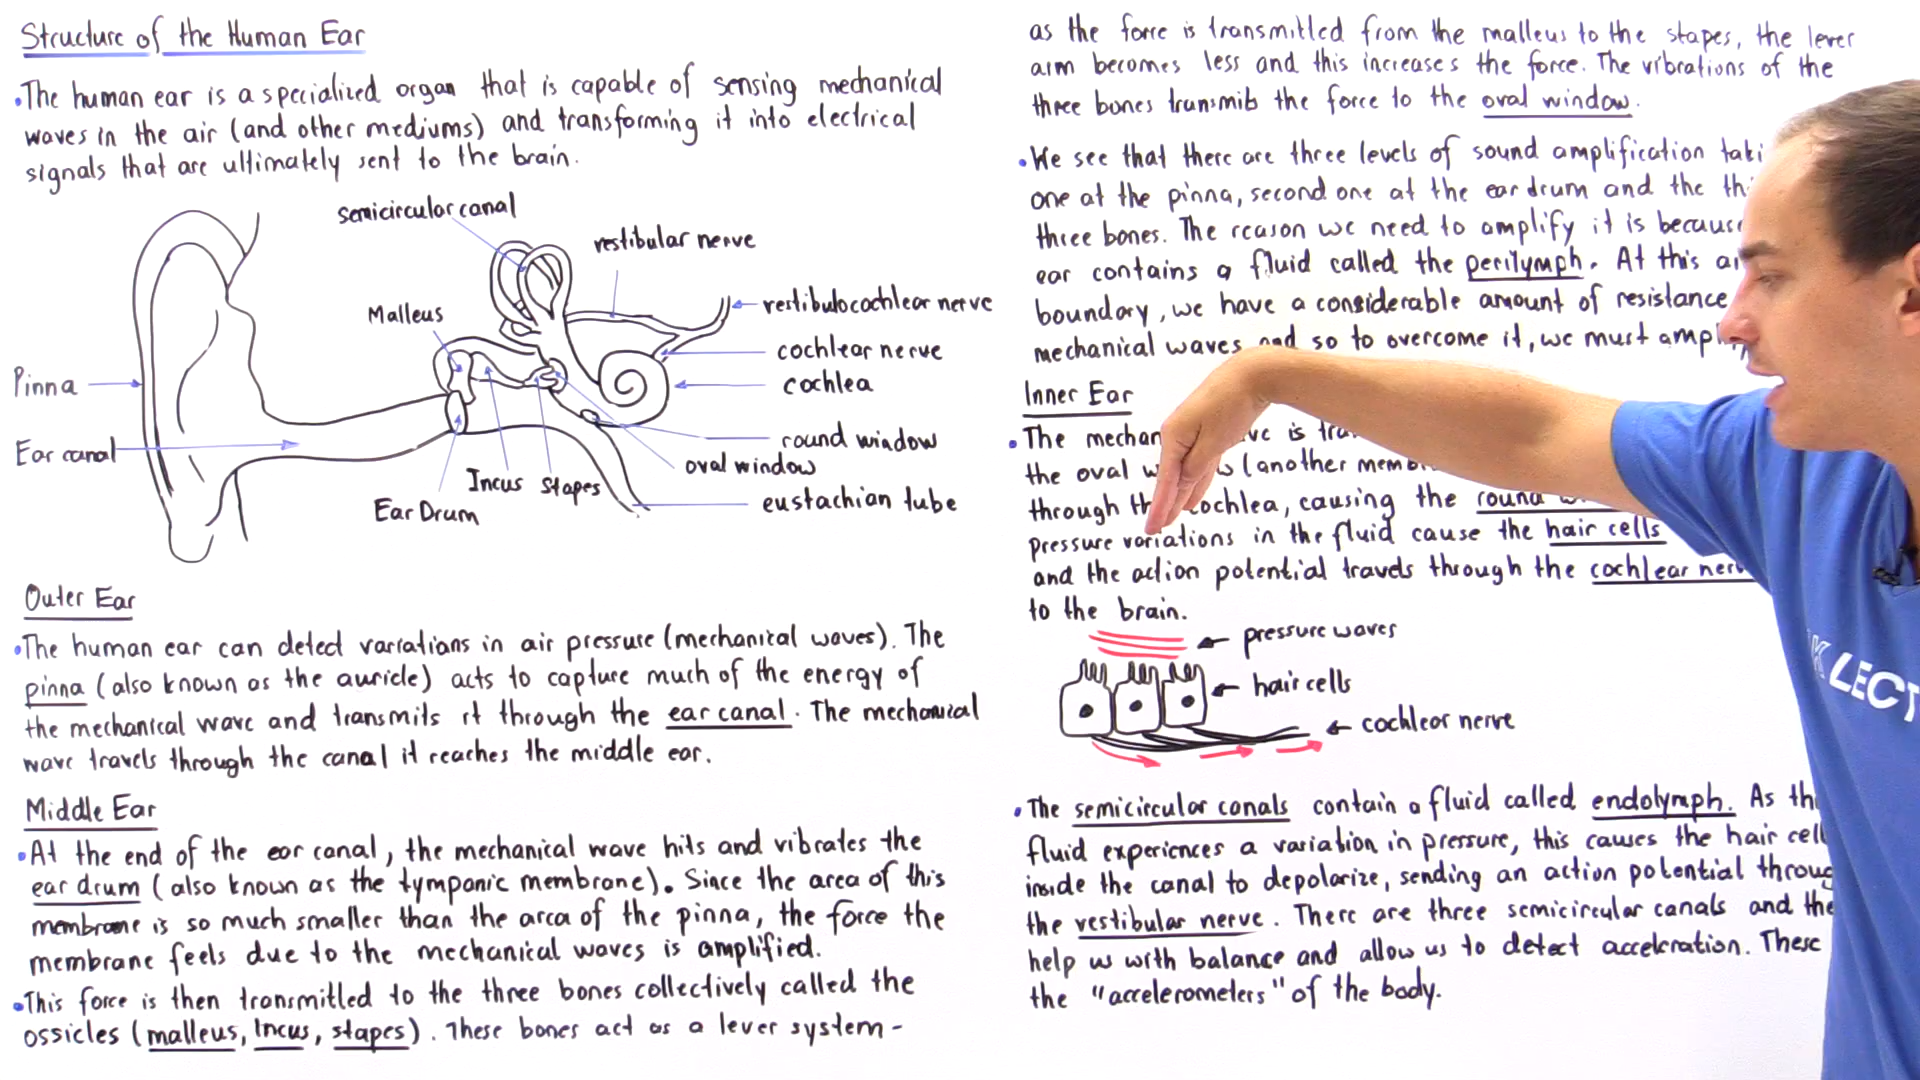 Structure of the Human Ear
•The human ear is a specialized organ that is capable of sensing mechanical
waves in the air (and other mediums) and transforming it into electrical
signals that are ultimately sent to the brain.
semicircular canal
vestibular nerve
Malleus
vestibulocochlear nerve
cochlear nerve
Pinna
cochlea
round window
Ear canal
oval window
Incus
stapes
eustachian tube
Ear Drum
Outer Ear
•The human ear can detect variations in air pressure (mechanical waves). The
pinna (also known as the auricle) acts to capture much of the energy of
the mechanical wave and transmits it through the ear canal. The mechanical
wave travels through the canal it reaches the middle ear.
Middle Ear
•At the end of the ear canal, the mechanical wave hits and vibrates the
ear drum (also known as the tympanic membrane). Since the area of this
membrane is so much smaller than the area of the pinna, the force the
membrane feels due to the mechanical waves is amplified.
•This force is then transmitted to the three bones collectively called the
ossicles (malleus, Incus, stapes). These bones act as a lever system-
as the force is transmitted from the malleus to the stapes, the lever
arm becomes less and this increases the force. The vibrations of the
three bones transmits the force to the oval window.
•We see that there are three levels of sound amplification
one at the pinna, second one at the ear drum and the
three bones. The reason we need to amplify it is
ear contains a fluid called the perilymph. At this
boundary, we have a considerable amount of resistance
mechanical waves and so to overcome it, we must
Inner Ear
•The is
the oval (another
through cochlea, causing the round
pressure variations in the fluid cause the hair cells
and the action potential travels through the cochlear
to the brain.
pressure waves
hair cells
cochlear nerve
•The semicircular canals contain a fluid called endolymph. As
fluid experiences a variation in pressure, this causes the hair
inside the canal to depolarize, sending an action potential
the vestibular nerve. There are three semicircular canals and
help us with balance and allow us to detect acceleration. These
the "accelerometers" of the body.
LECT